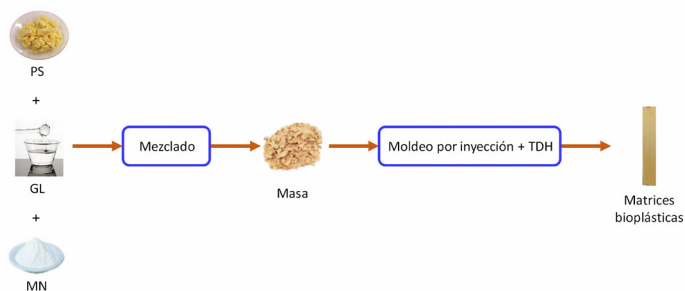 PS
+
GL
+
MN
Mezclado
Masa
Moldeo por inyección + TDH
Matrices
bioplásticas